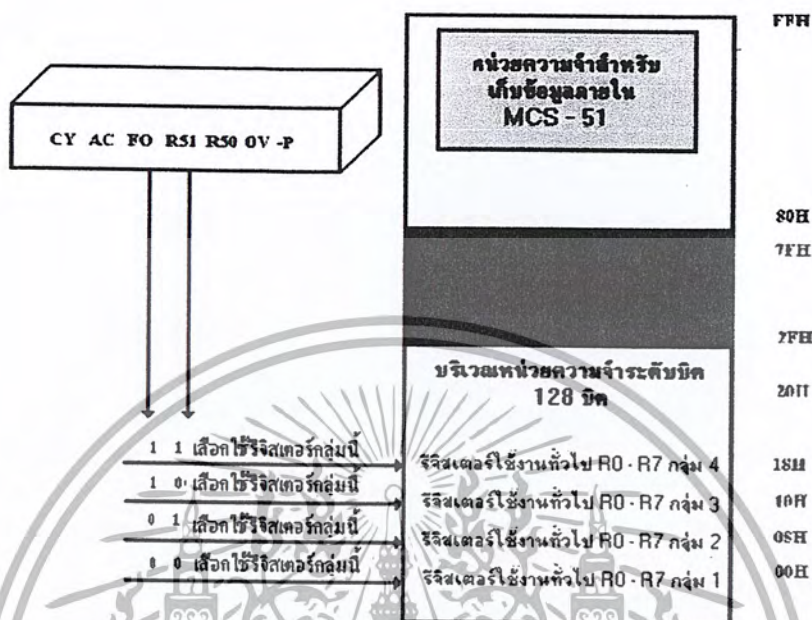 FFH
หน่วยความจำสำหรับ
เก็บข้อมูลภายใน
MCS - 51
CY AC FO R51 R50 OV -P
80H
7FH
2FH
บริเวณหน่วยความจำระดับบิต
128 บิต
20H
1 1 เลือกใช้รีจิสเตอร์กลุ่มนี้
รีจิสเตอร์ใช้งานทั่วไป R0 - R7 กลุ่ม 4
18H
1 0 เลือกใช้รีจิสเตอร์กลุ่มนี้
รีจิสเตอร์ใช้งานทั่วไป R0 - R7 กลุ่ม 3
10H
0 1 เลือกใช้รีจิสเตอร์กลุ่มนี้
รีจิสเตอร์ใช้งานทั่วไป R0 - R7 กลุ่ม 2
08H
0 0 เลือกใช้รีจิสเตอร์กลุ่มนี้
รีจิสเตอร์ใช้งานทั่วไป R0 - R7 กลุ่ม 1
00H